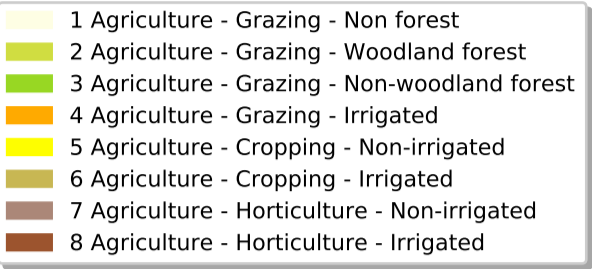 1 Agriculture - Grazing - Non forest
2 Agriculture - Grazing - Woodland forest
3 Agriculture - Grazing - Non-woodland forest
4 Agriculture - Grazing - Irrigated
5 Agriculture - Cropping - Non-irrigated
6 Agriculture - Cropping - Irrigated
7 Agriculture - Horticulture - Non-irrigated
8 Agriculture - Horticulture - Irrigated